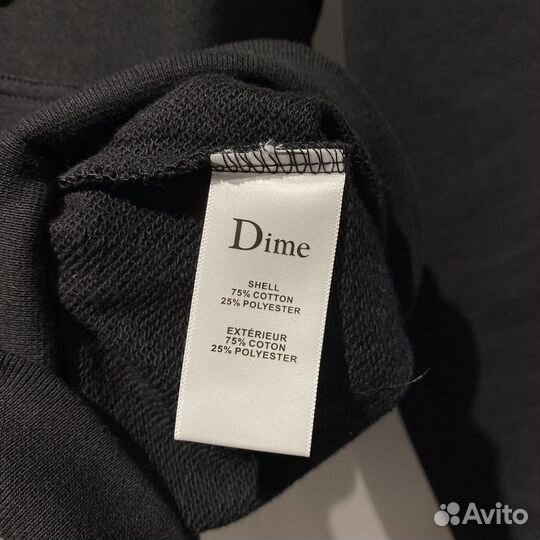 Dime
SHELL
75% COTTON
25% POLYESTER
EXTÉRIEUR
75% COTON
25% POLYESTER
Avito